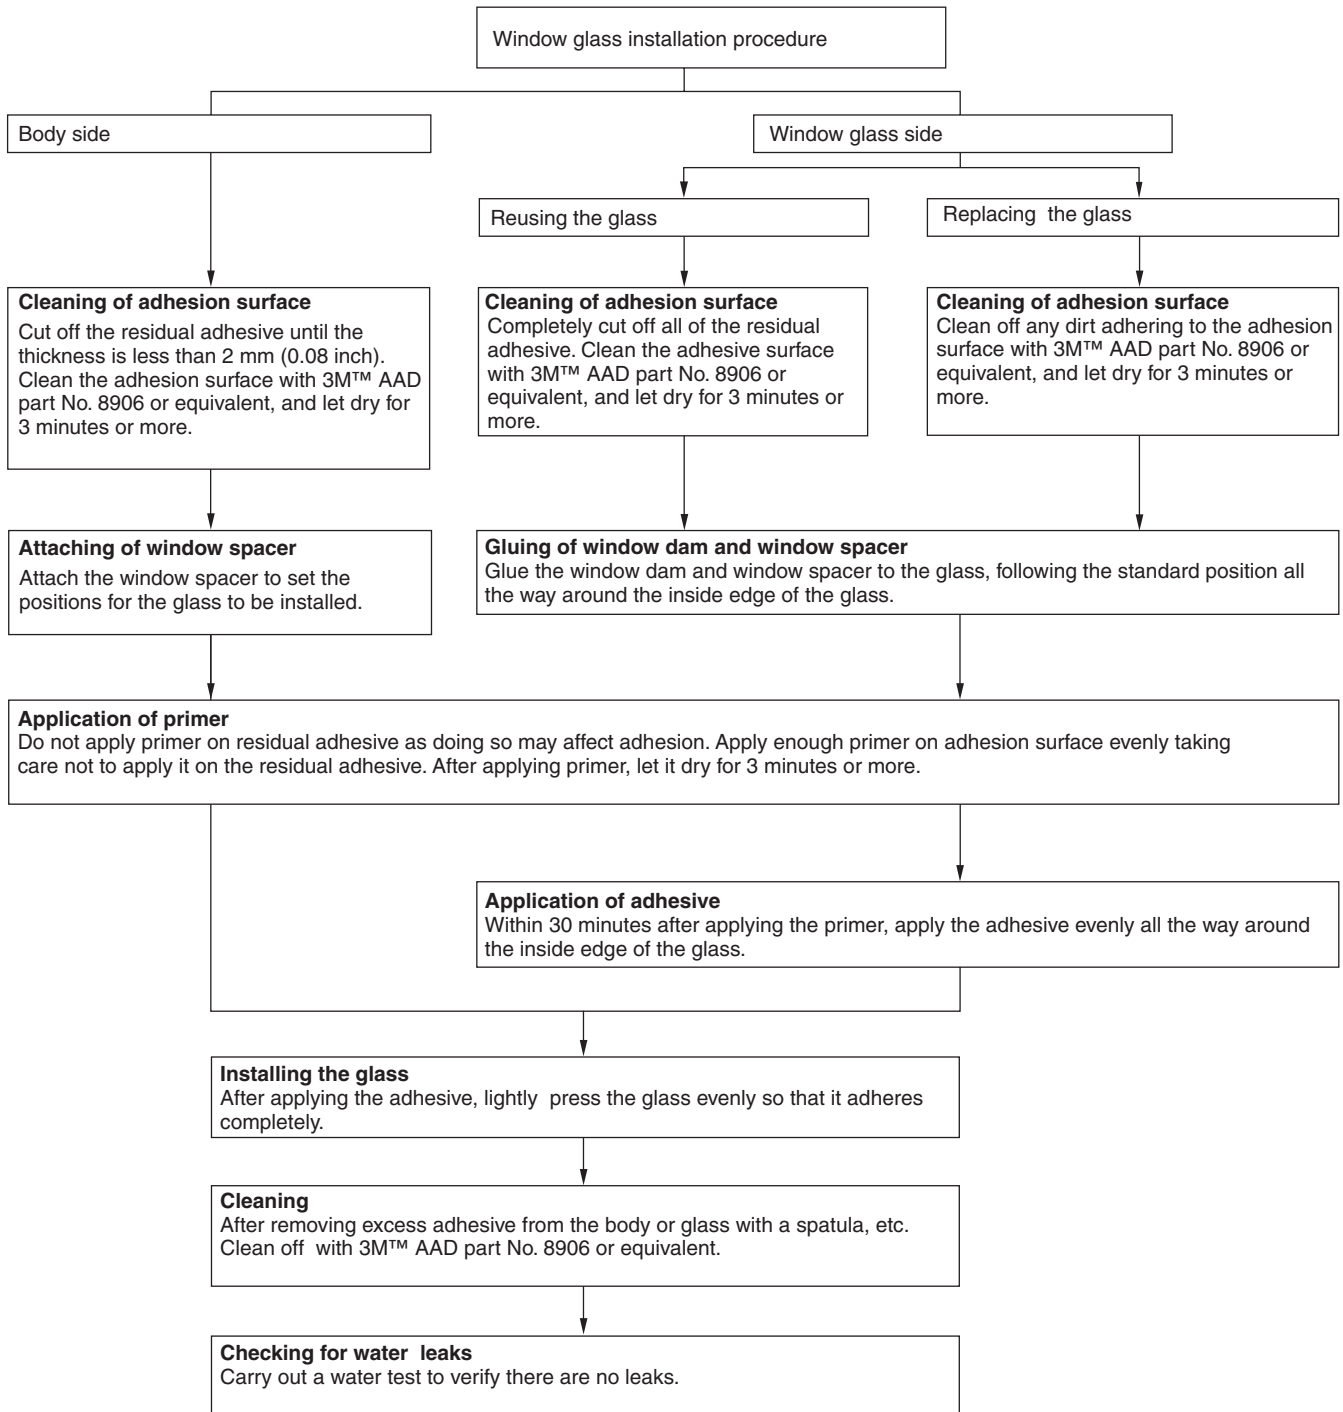 Window glass installation procedure
Body side
Window glass side
Reusing the glass
Replacing the glass
Cleaning of adhesion surface
Cut off the residual adhesive until the
thickness is less than 2 mm (0.08 inch).
Clean the adhesion surface with 3M™ AAD
part No. 8906 or equivalent, and let dry for
3 minutes or more.
Cleaning of adhesion surface
Completely cut off all of the residual
adhesive. Clean the adhesive surface
with 3M™ AAD part No. 8906 or
equivalent, and let dry for 3 minutes or
more.
Cleaning of adhesion surface
Clean off any dirt adhering to the adhesion
surface with 3M™ AAD part No. 8906 or
equivalent, and let dry for 3 minutes or
more.
Attaching of window spacer
Attach the window spacer to set the
positions for the glass to be installed.
Gluing of window dam and window spacer
Glue the window dam and window spacer to the glass, following the standard position all
the way around the inside edge of the glass.
Application of primer
Do not apply primer on residual adhesive as doing so may affect adhesion. Apply enough primer on adhesion surface evenly taking
care not to apply it on the residual adhesive. After applying primer, let it dry for 3 minutes or more.
Application of adhesive
Within 30 minutes after applying the primer, apply the adhesive evenly all the way around
the inside edge of the glass.
Installing the glass
After applying the adhesive, lightly press the glass evenly so that it adheres
completely.
Cleaning
After removing excess adhesive from the body or glass with a spatula, etc.
Clean off with 3M™ AAD part No. 8906 or equivalent.
Checking for water leaks
Carry out a water test to verify there are no leaks.